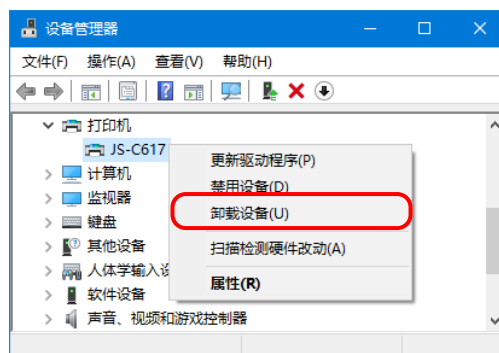 设备管理器
文件(F) 操作(A) 查看(V) 帮助(H)
打印机
JS-C617
更新驱动程序(P)
计算机
禁用设备(D)
监视器
卸载设备(U)
键盘
其他设备
扫描检测硬件改动(A)
人体学输入设
属性(R)
软件设备
声音、视频和游戏控制器